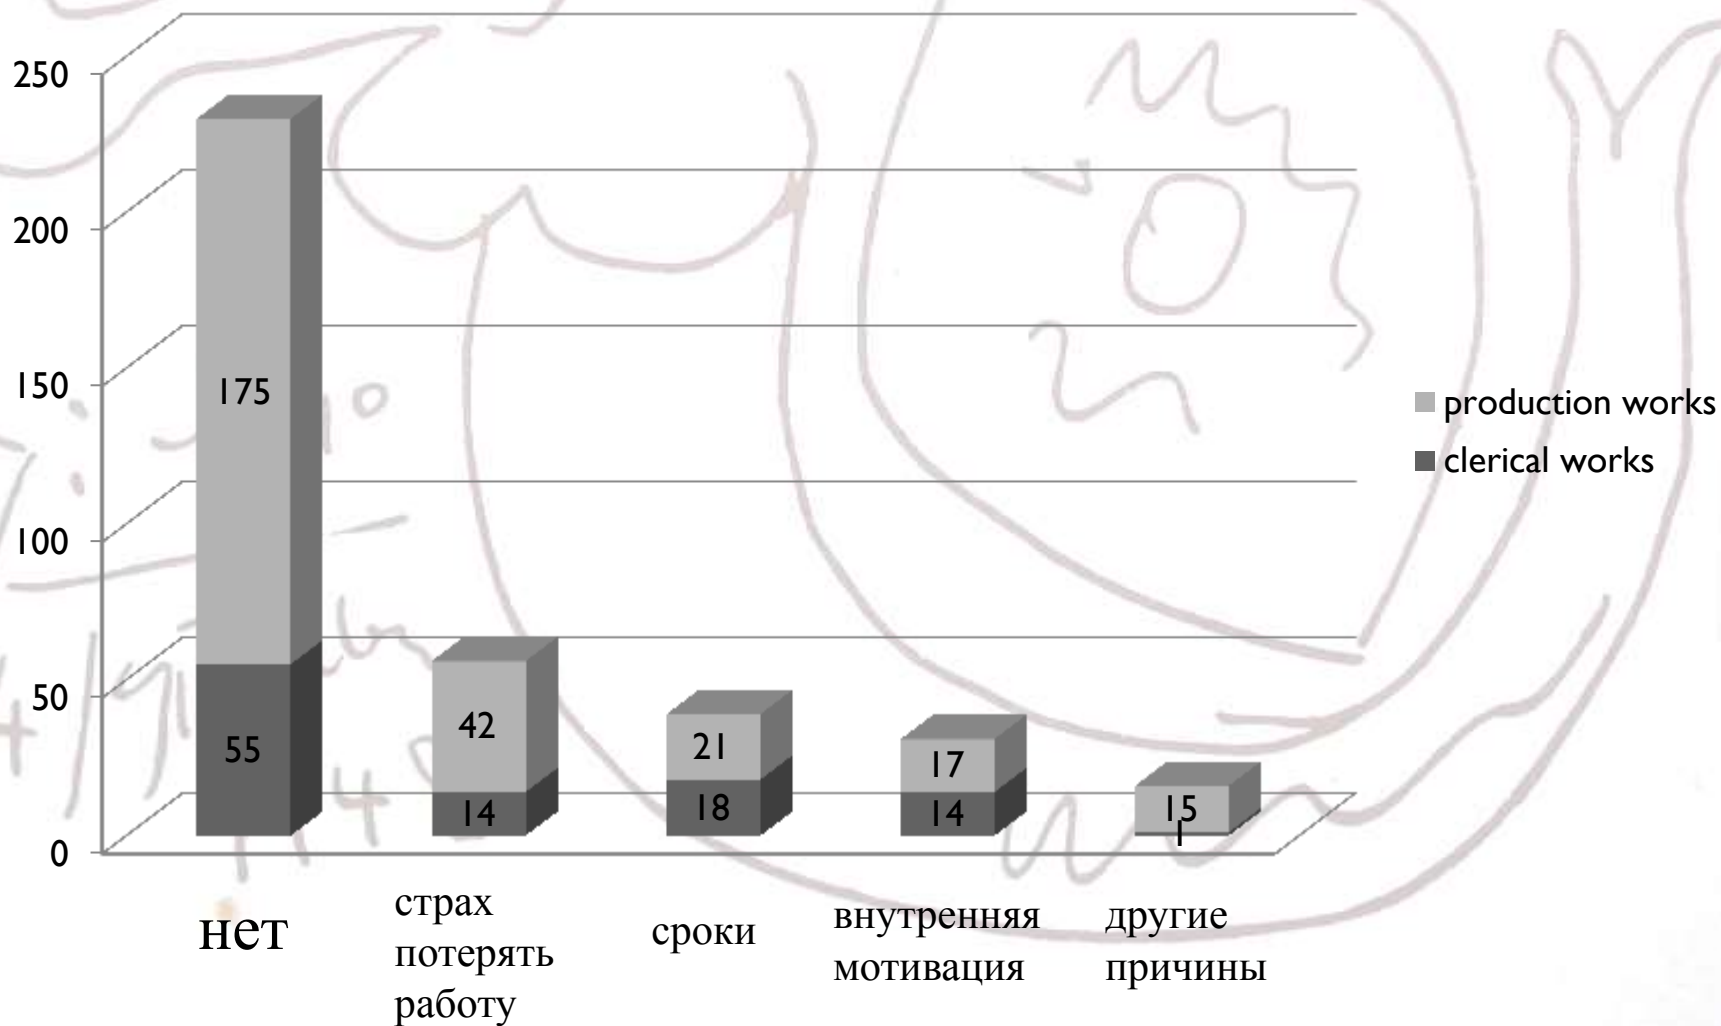 250
200
150
100
50
0
175
55
42
14
21
18
17
14
15
1
production works
clerical works
нет
страх
потерять
работу
сроки
внутренняя
мотивация
другие
причины